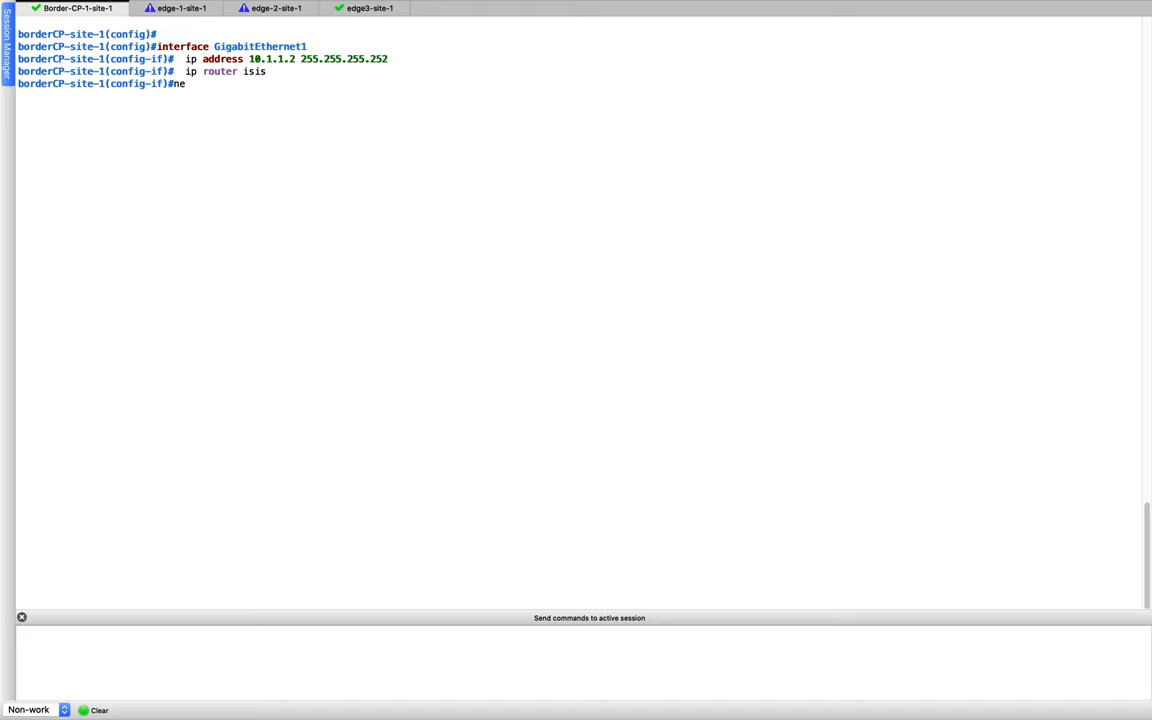 Session Manager
Border-CP-1-site-1
edge-1-site-1
edge-2-site-1
edge3-site-1
borderCP-site-1(config)#
borderCP-site-1(config)#interface GigabitEthernet1
borderCP-site-1(config-if)#  ip address 10.1.1.2 255.255.255.252
borderCP-site-1(config-if)#  ip router isis
borderCP-site-1(config-if)#ne
Send commands to active session
Non-work
Clear